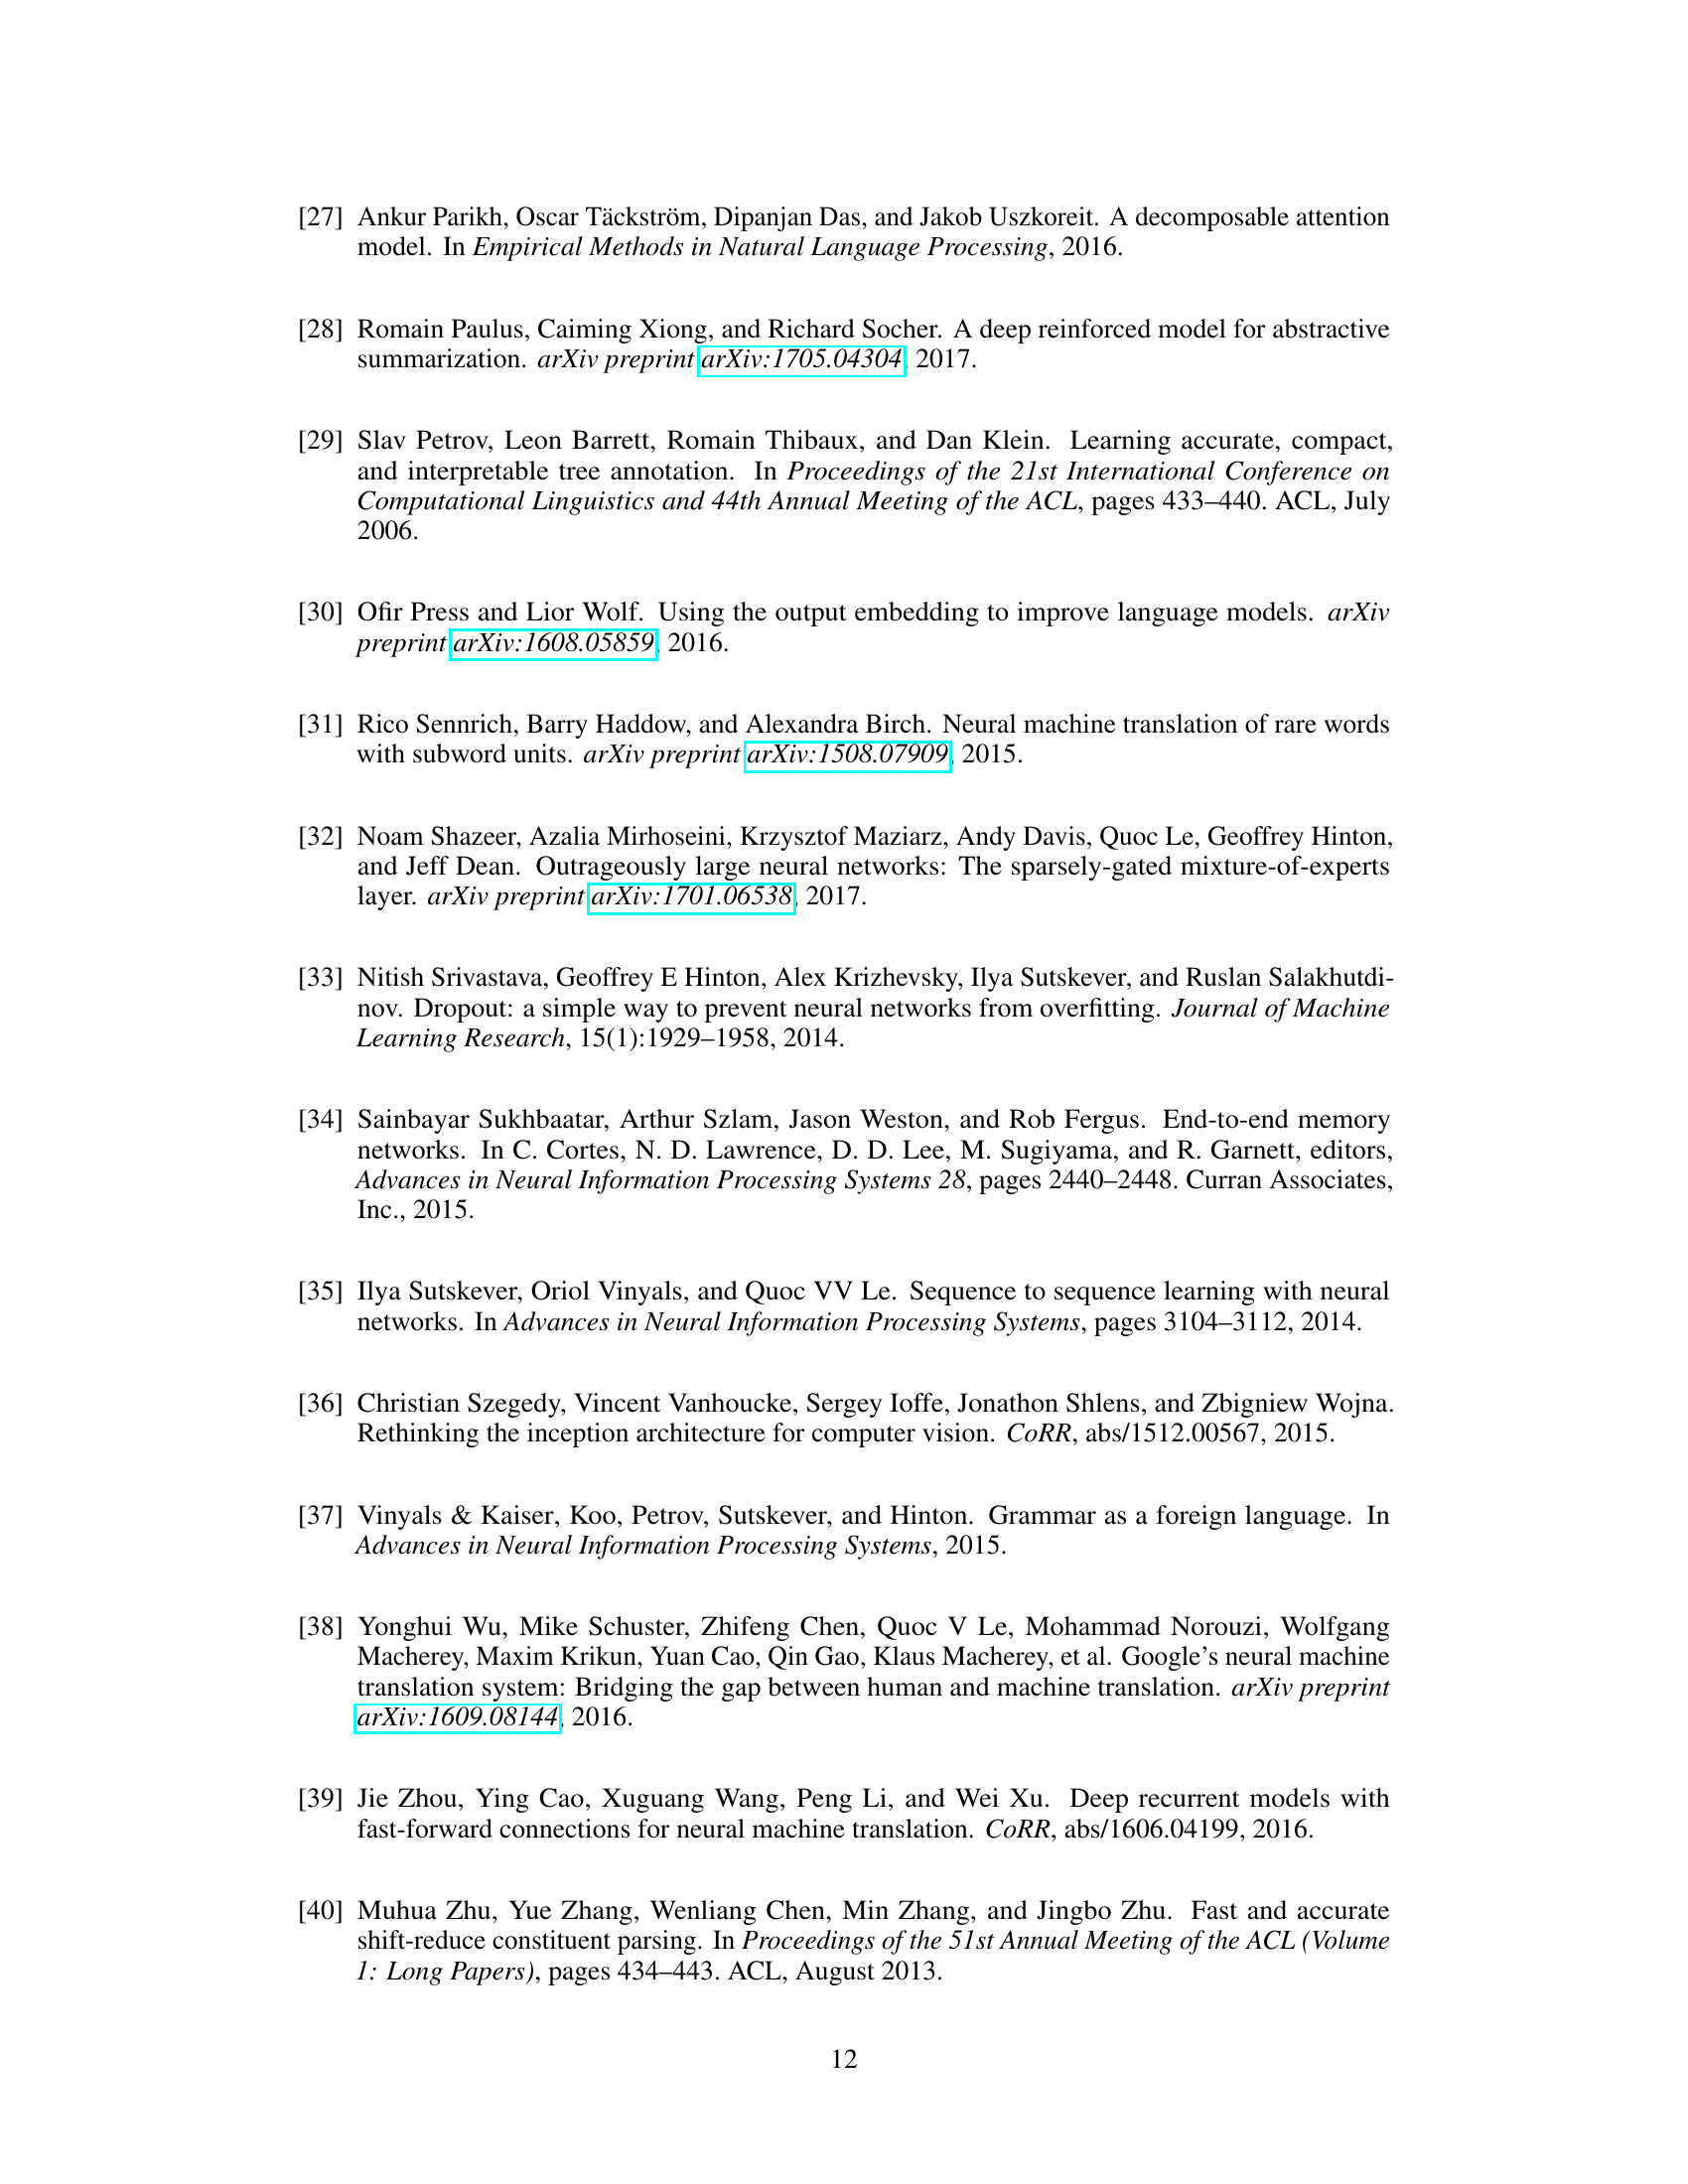 [27] Ankur Parikh, Oscar Täckström, Dipanjan Das, and Jakob Uszkoreit. A decomposable attention
model. In Empirical Methods in Natural Language Processing, 2016.
[28] Romain Paulus, Caiming Xiong, and Richard Socher. A deep reinforced model for abstractive
summarization. arXiv preprint arXiv:1705.04304, 2017.
[29] Slav Petrov, Leon Barrett, Romain Thibaux, and Dan Klein. Learning accurate, compact,
and interpretable tree annotation. In Proceedings of the 21st International Conference on
Computational Linguistics and 44th Annual Meeting of the ACL, pages 433–440. ACL, July
2006.
[30] Ofir Press and Lior Wolf. Using the output embedding to improve language models. arXiv
preprint arXiv:1608.05859, 2016.
[31] Rico Sennrich, Barry Haddow, and Alexandra Birch. Neural machine translation of rare words
with subword units. arXiv preprint arXiv:1508.07909, 2015.
[32] Noam Shazeer, Azalia Mirhoseini, Krzysztof Maziarz, Andy Davis, Quoc Le, Geoffrey Hinton,
and Jeff Dean. Outrageously large neural networks: The sparsely-gated mixture-of-experts
layer. arXiv preprint arXiv:1701.06538, 2017.
[33] Nitish Srivastava, Geoffrey E Hinton, Alex Krizhevsky, Ilya Sutskever, and Ruslan Salakhutdi-
nov. Dropout: a simple way to prevent neural networks from overfitting. Journal of Machine
Learning Research, 15(1):1929–1958, 2014.
[34] Sainbayar Sukhbaatar, Arthur Szlam, Jason Weston, and Rob Fergus. End-to-end memory
networks. In C. Cortes, N. D. Lawrence, D. D. Lee, M. Sugiyama, and R. Garnett, editors,
Advances in Neural Information Processing Systems 28, pages 2440–2448. Curran Associates,
Inc., 2015.
[35] Ilya Sutskever, Oriol Vinyals, and Quoc VV Le. Sequence to sequence learning with neural
networks. In Advances in Neural Information Processing Systems, pages 3104–3112, 2014.
[36] Christian Szegedy, Vincent Vanhoucke, Sergey Ioffe, Jonathon Shlens, and Zbigniew Wojna.
Rethinking the inception architecture for computer vision. CoRR, abs/1512.00567, 2015.
[37] Vinyals & Kaiser, Koo, Petrov, Sutskever, and Hinton. Grammar as a foreign language. In
Advances in Neural Information Processing Systems, 2015.
[38] Yonghui Wu, Mike Schuster, Zhifeng Chen, Quoc V Le, Mohammad Norouzi, Wolfgang
Macherey, Maxim Krikun, Yuan Cao, Qin Gao, Klaus Macherey, et al. Google's neural machine
translation system: Bridging the gap between human and machine translation. arXiv preprint
arXiv:1609.08144, 2016.
[39] Jie Zhou, Ying Cao, Xuguang Wang, Peng Li, and Wei Xu. Deep recurrent models with
fast-forward connections for neural machine translation. CoRR, abs/1606.04199, 2016.
[40] Muhua Zhu, Yue Zhang, Wenliang Chen, Min Zhang, and Jingbo Zhu. Fast and accurate
shift-reduce constituent parsing. In Proceedings of the 51st Annual Meeting of the ACL (Volume
1: Long Papers), pages 434–443. ACL, August 2013.
12